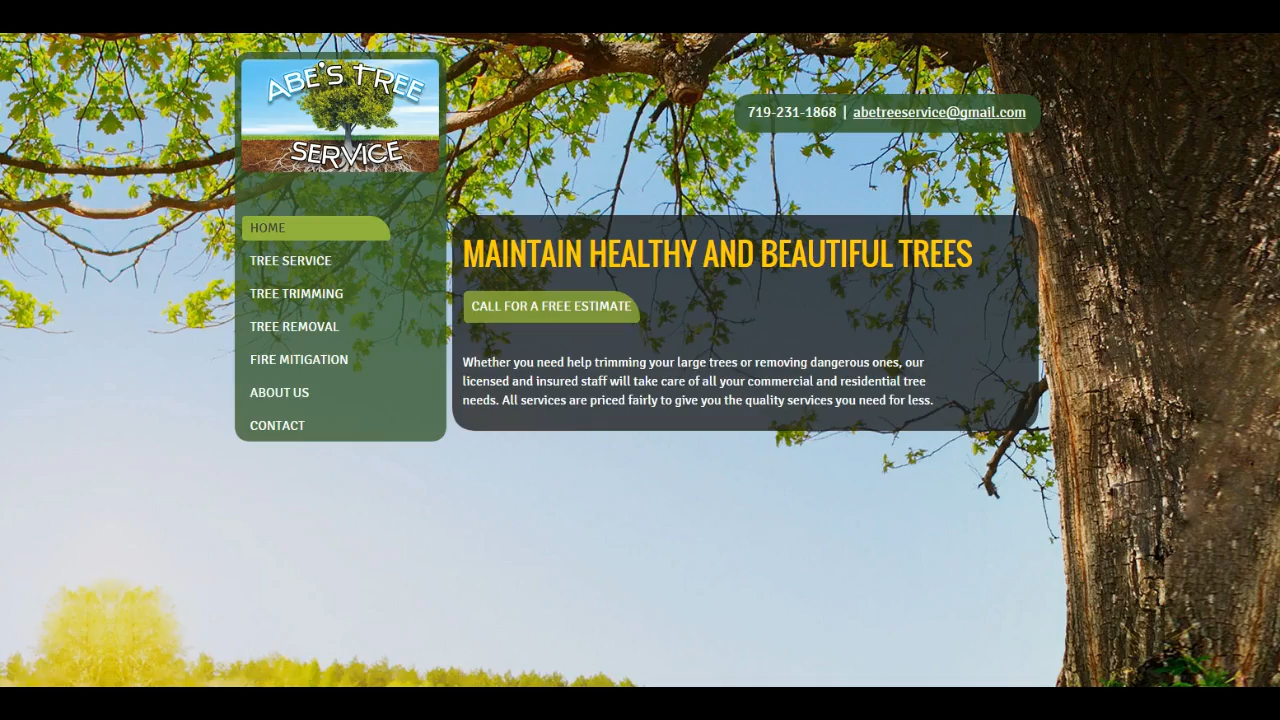 ABE'S TREE
SERVICE
719-231-1868 | abetreeservice@gmail.com
HOME
TREE SERVICE
TREE TRIMMING
TREE REMOVAL
FIRE MITIGATION
ABOUT US
CONTACT
MAINTAIN HEALTHY AND BEAUTIFUL TREES
CALL FOR A FREE ESTIMATE
Whether you need help trimming your large trees or removing dangerous ones, our
licensed and insured staff will take care of all your commercial and residential tree
needs. All services are priced fairly to give you the quality services you need for less.